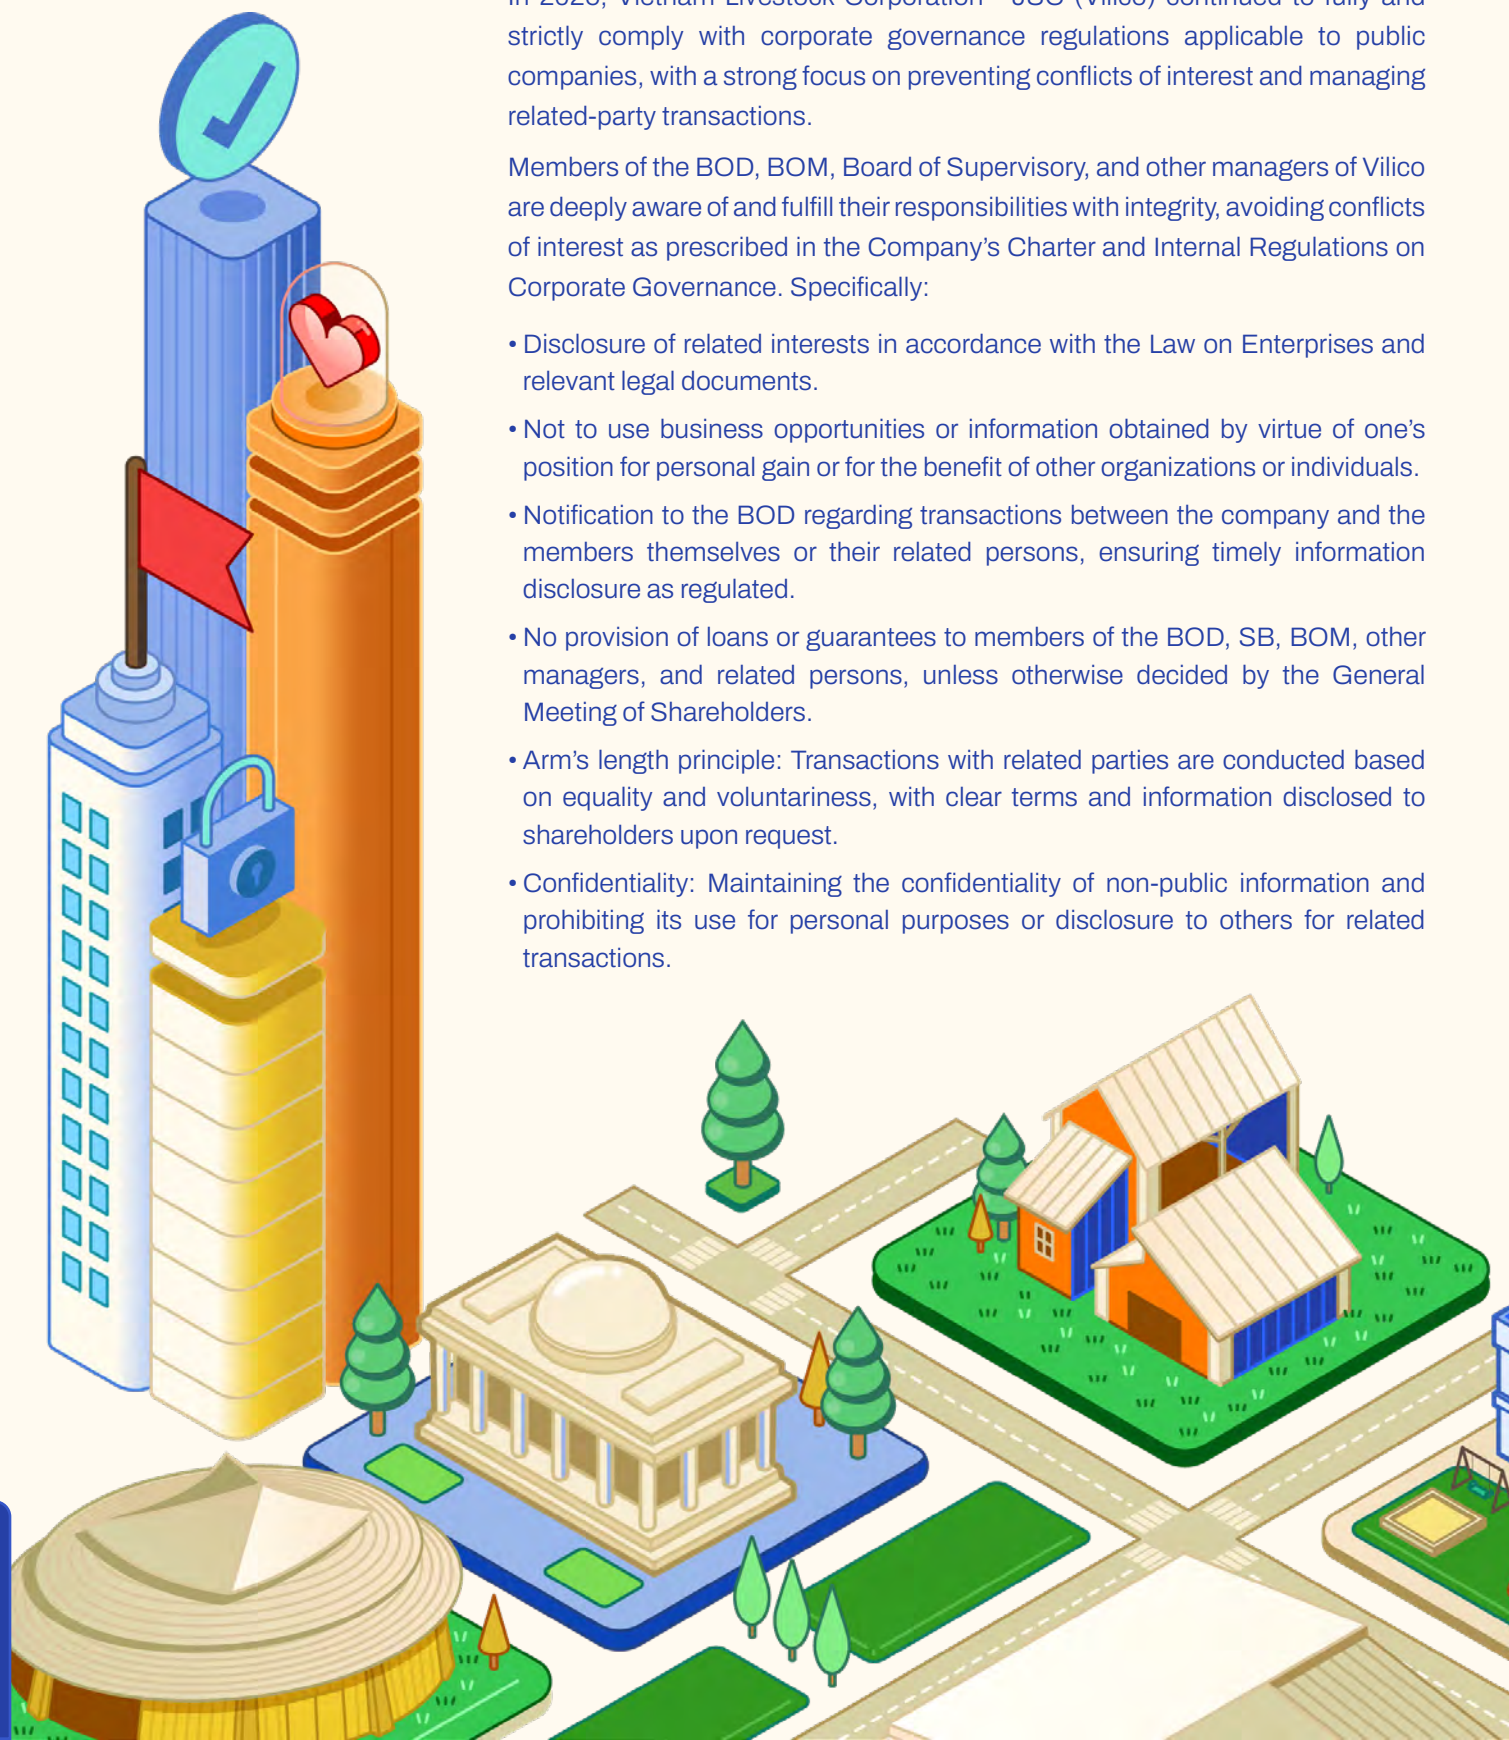 In Vietnam Livestock Corporation - JSC (Vilico) continued to fully and
strictly comply with corporate governance regulations applicable to public
companies, with a strong focus on preventing conflicts of interest and managing
related-party transactions.
Members of the BOD, BOM, Board of Supervisory, and other managers of Vilico
are deeply aware of and fulfill their responsibilities with integrity, avoiding conflicts
of interest as prescribed in the Company’s Charter and Internal Regulations on
Corporate Governance. Specifically:
• Disclosure of related interests in accordance with the Law on Enterprises and
relevant legal documents.
• Not to use business opportunities or information obtained by virtue of one’s
position for personal gain or for the benefit of other organizations or individuals.
• Notification to the BOD regarding transactions between the company and the
members themselves or their related persons, ensuring timely information
disclosure as regulated.
• No provision of loans or guarantees to members of the BOD, SB, BOM, other
managers, and related persons, unless otherwise decided by the General
Meeting of Shareholders.
• Arm’s length principle: Transactions with related parties are conducted based
on equality and voluntariness, with clear terms and information disclosed to
shareholders upon request.
• Confidentiality: Maintaining the confidentiality of non-public information and
prohibiting its use for personal purposes or disclosure to others for related
transactions.